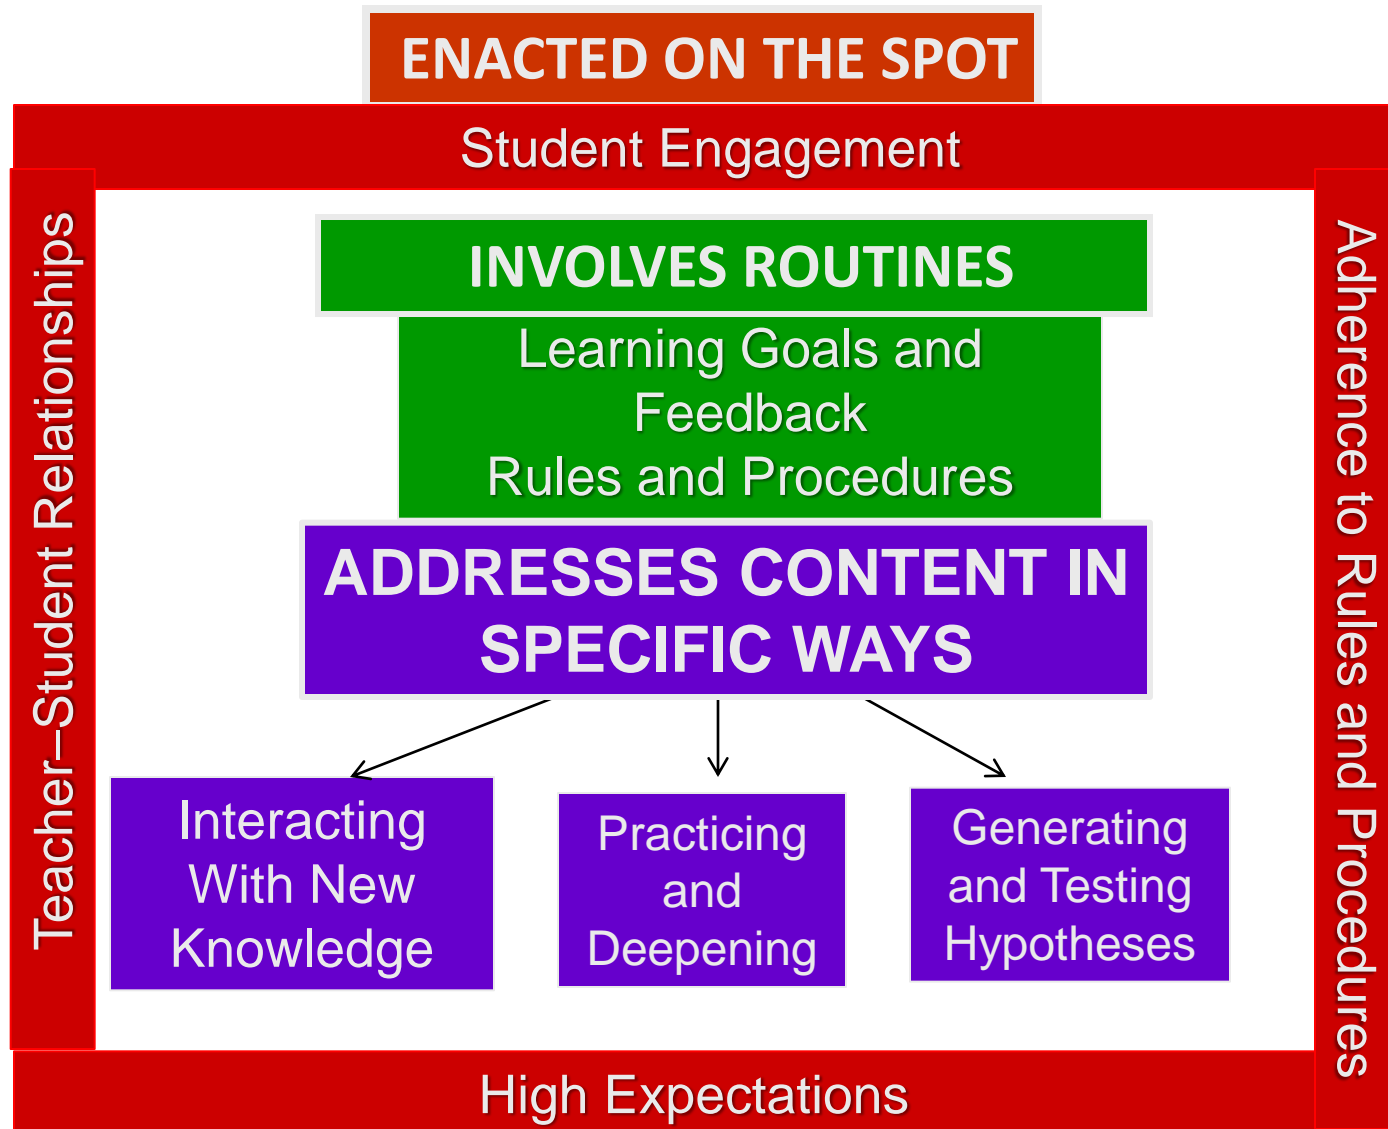 ENACTED ON THE SPOT
Student Engagement
Teacher–Student Relationships
INVOLVES ROUTINES
Learning Goals and
Feedback
Rules and Procedures
ADDRESSES CONTENT IN
SPECIFIC WAYS
Interacting
With New
Knowledge
Practicing
and
Deepening
Generating
and Testing
Hypotheses
Adherence to Rules and Procedures
High Expectations